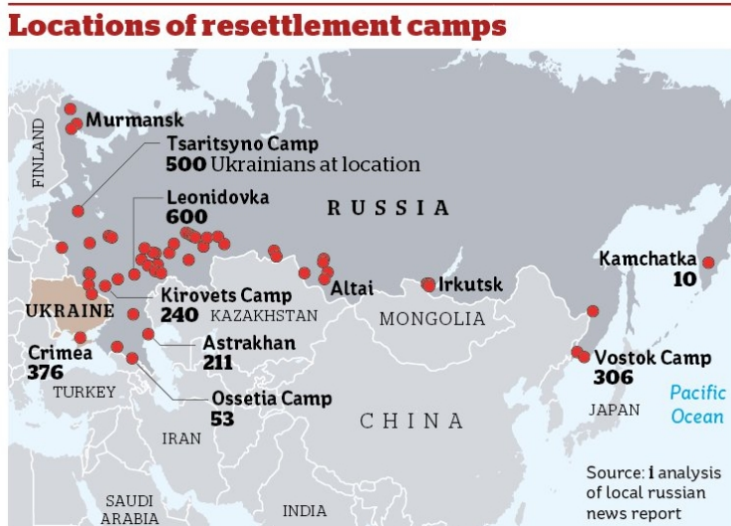 Locations of resettlement camps
Murmansk
FINLAND
Tsaritsyno Camp
500 Ukrainians at location
Leonidovka
600
RUSSIA
Kamchatka
10
Altai
Irkutsk
Kirovets Camp
240
UKRAINE
KAZAKHSTAN
MONGOLIA
Crimea
376
Astrakhan
211
Vostok Camp
306
TURKEY
Ossetia Camp
53
CHINA
JAPAN
Pacific
Ocean
IRAN
SAUDI
ARABIA
INDIA
Source: i analysis
of local russian
news report